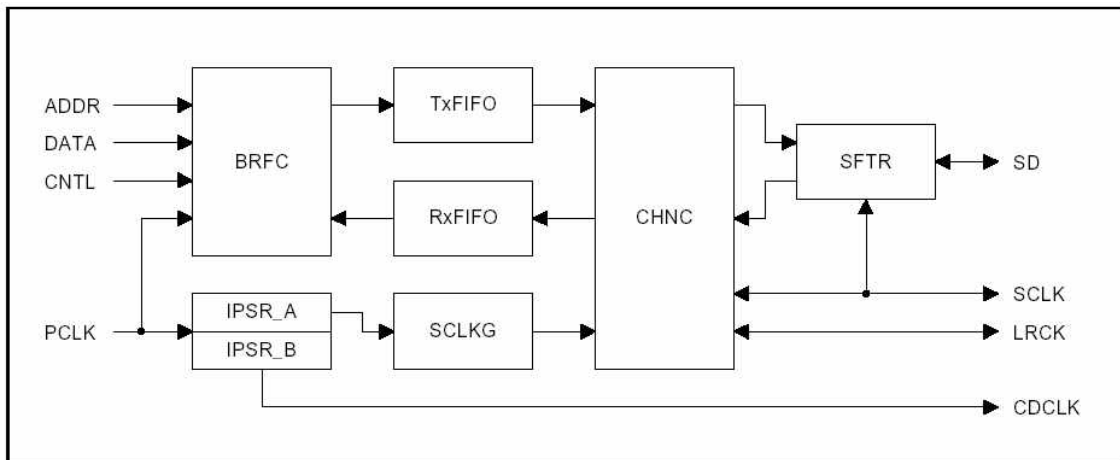 ADDR
DATA
CNTL
PCLK
BRFC
TxFIFO
RxFIFO
IPSR_A
IPSR_B
SCLKG
CHNC
SFTR
SD
SCLK
LRCK
CDCLK